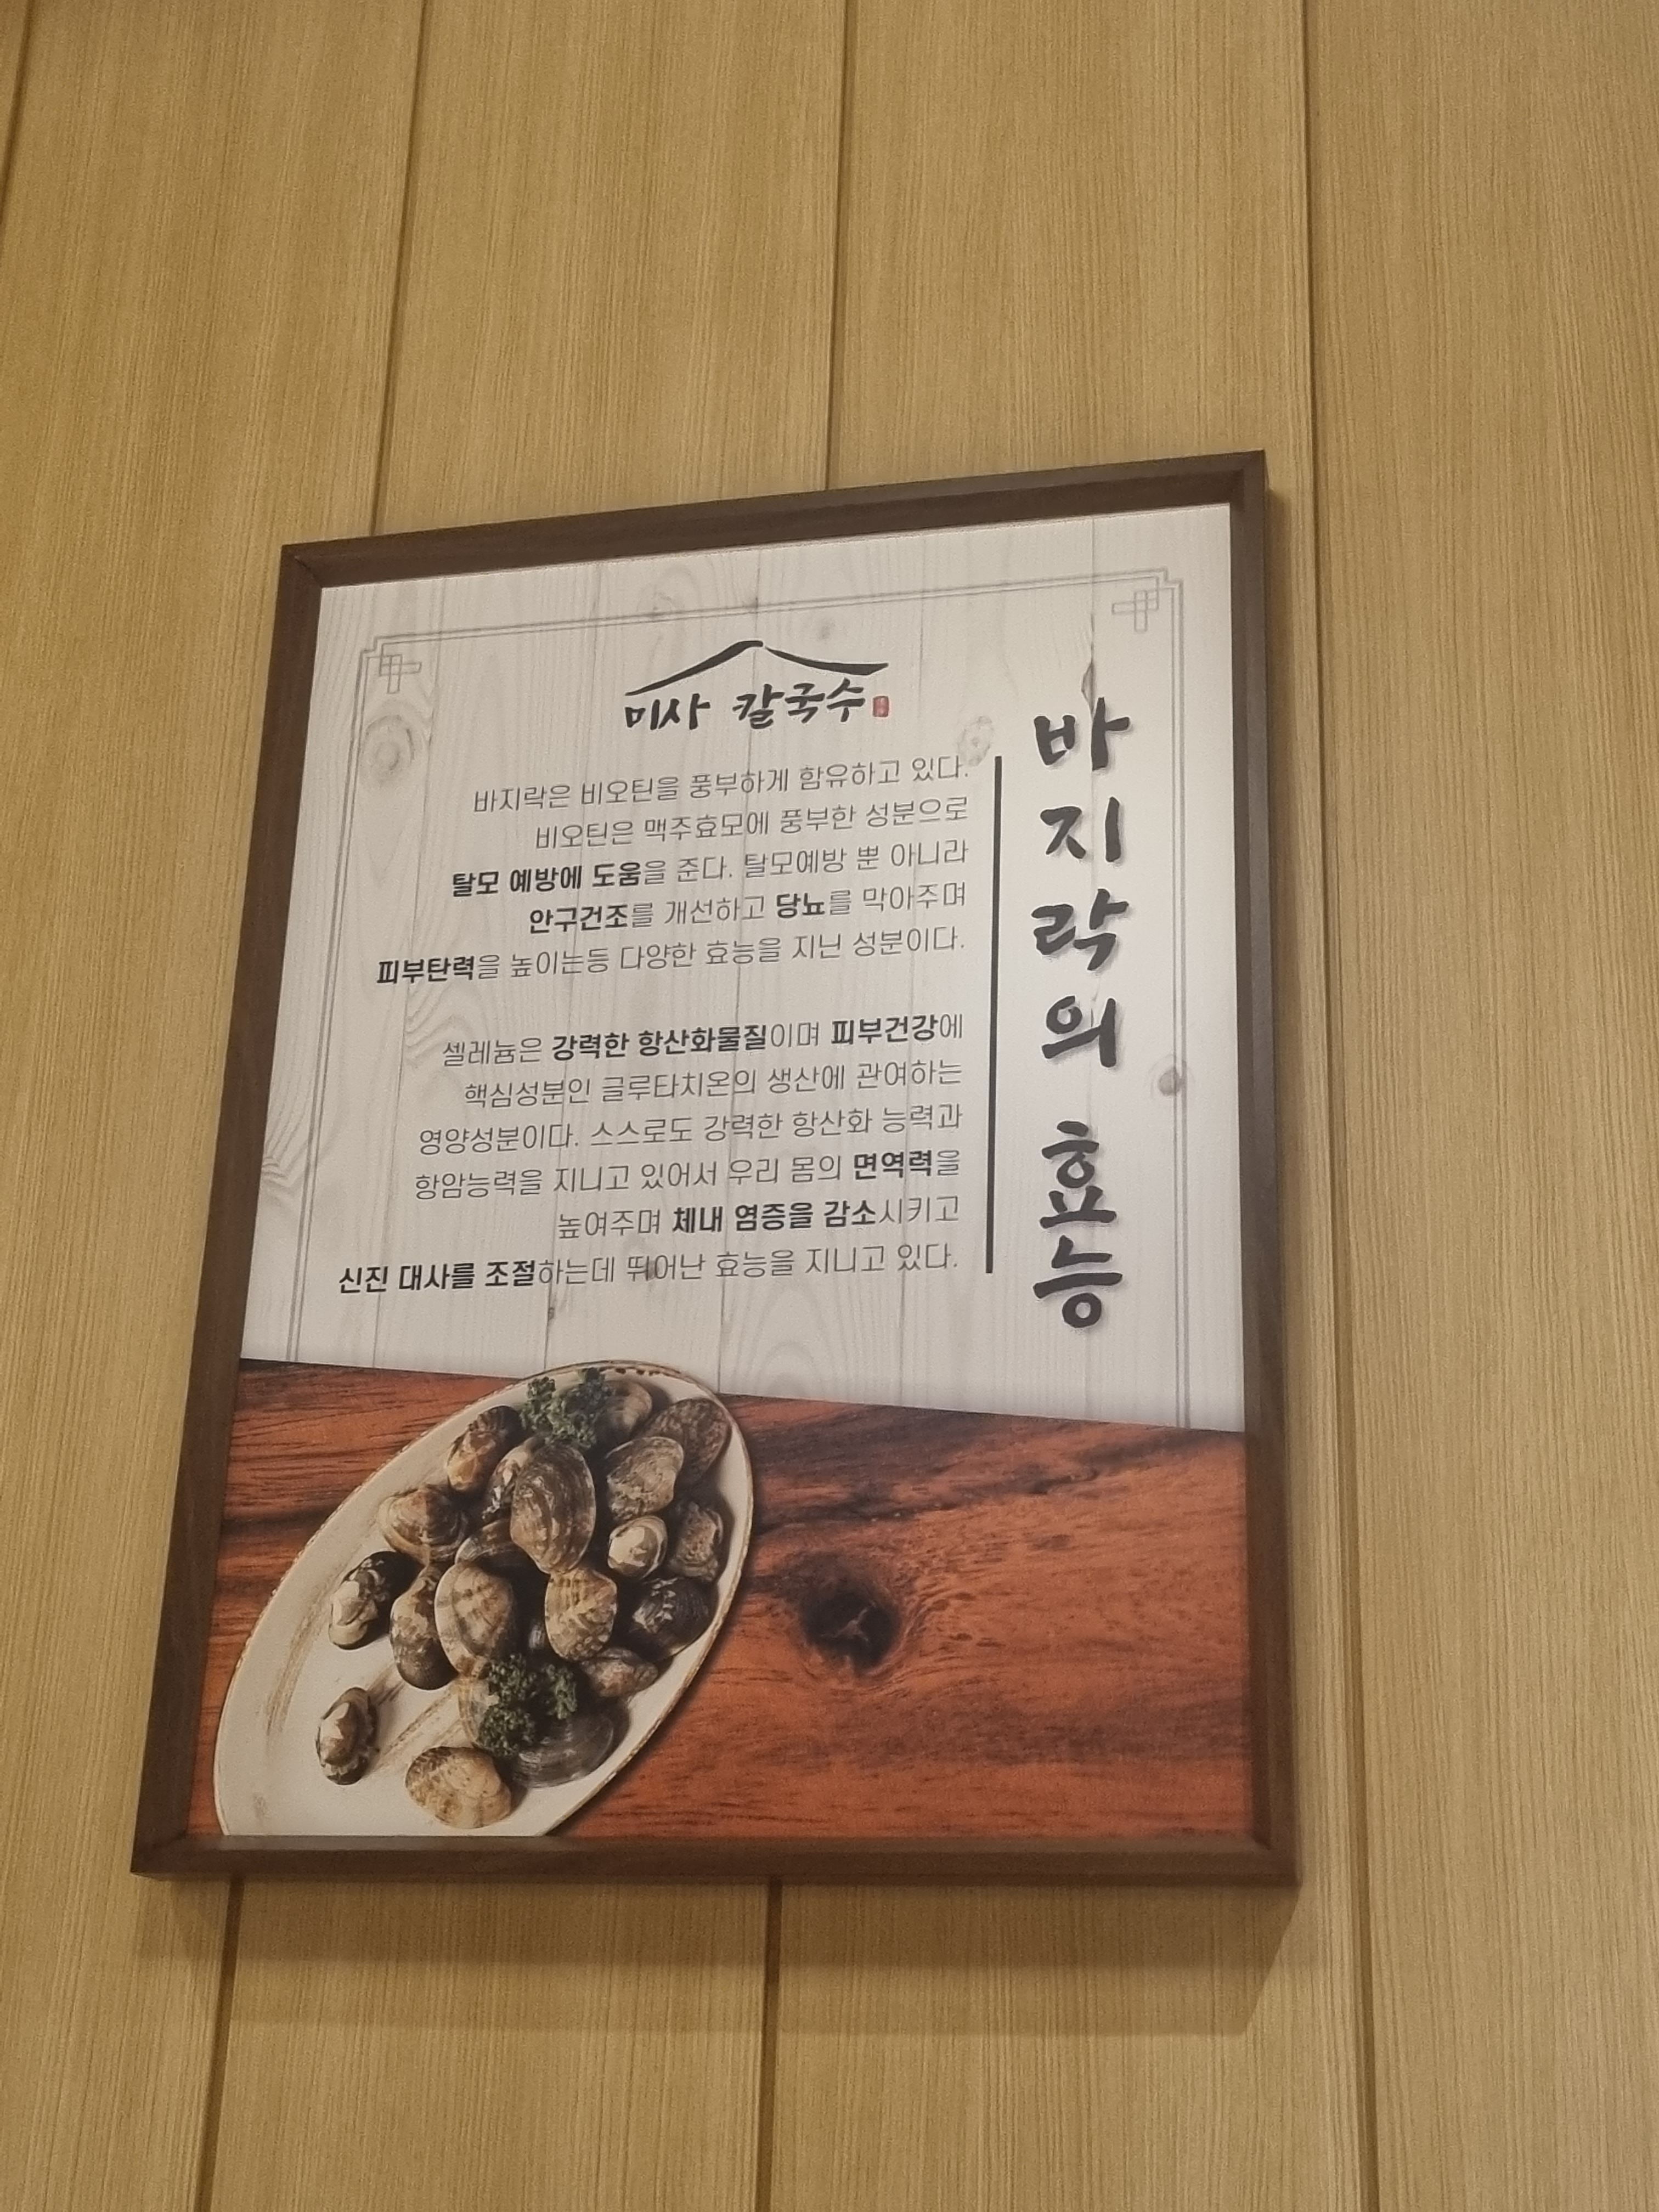 미사 칼국수
바지락의 효능
바지락은 비오틴을 풍부하게 함유하고 있다.
비오틴은 맥주효모에 풍부한 성분으로
탈모 예방에 도움을 준다. 탈모예방 뿐 아니라
안구건조를 개선하고 당뇨를 막아주며
피부탄력을 높이는등 다양한 효능을 지닌 성분이다.
셀레늄은 강력한 항산화물질이며 피부건강에
핵심성분인 글루타치온의 생산에 관여하는
영양성분이다. 스스로도 강력한 항산화 능력과
항암능력을 지니고 있어서 우리 몸의 면역력을
높여주며 체내 염증을 감소시키고
신진 대사를 조절하는데 뛰어난 효능을 지니고 있다.